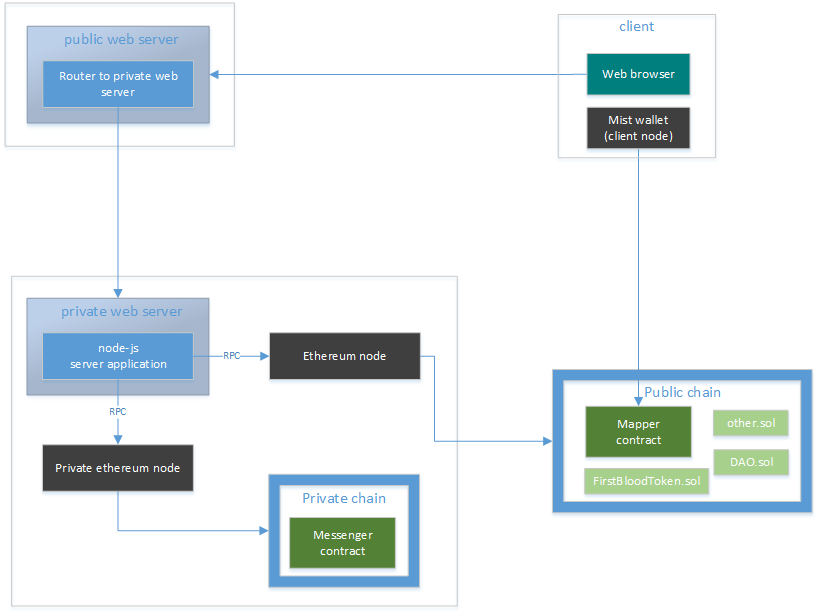 public web server
Router to private web
server
client
Web browser
Mist wallet
(client node)
private web server
node-js
server application
RPC
Ethereum node
RPC
Private ethereum node
Private chain
Messenger
contract
Public chain
Mapper
contract
other.sol
DAO.sol
FirstBloodToken.sol